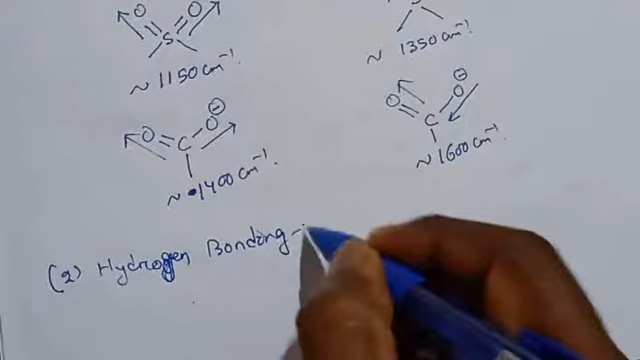 O O
S
~ 1150 cm⁻¹.
~ 1350 cm⁻¹.
O C O ⊖
~ 1400 cm⁻¹.
O C O ⊖
~ 1600 cm⁻¹.
(2) Hydrogen Bonding -